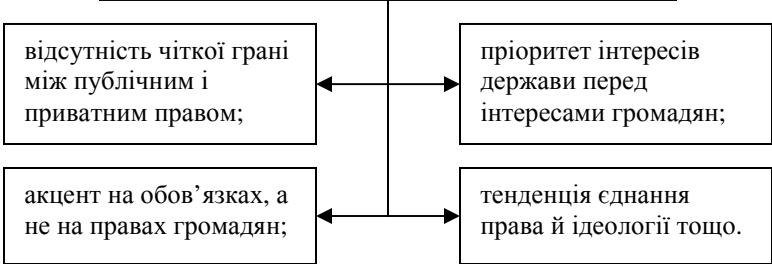 відсутність чіткої грані
між публічним і
приватним правом;
пріоритет інтересів
держави перед
інтересами громадян;
акцент на обов’язках, а
не на правах громадян;
тенденція єднання
права й ідеології тощо.